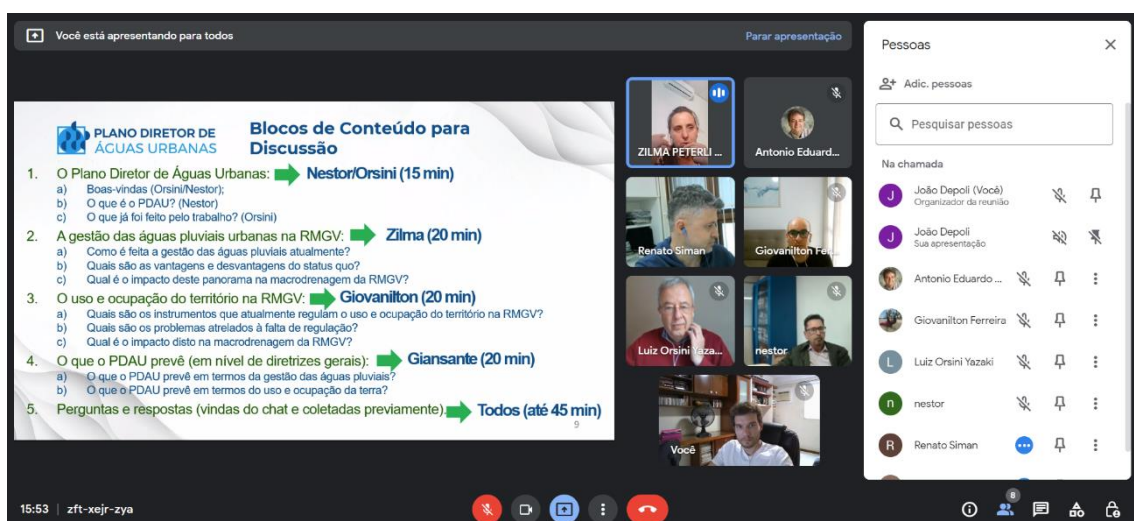 Você está apresentando para todos
Parar apresentação
PLANO DIRETOR DE
ÁGUAS URBANAS
Blocos de Conteúdo para
Discussão
1. O Plano Diretor de Águas Urbanas: Nestor/Orsini (15 min)
a) Boas-vindas (Orsini/Nestor);
b) O que é o PDAU? (Nestor)
c) O que já foi feito pelo trabalho? (Orsini)
2. A gestão das águas pluviais urbanas na RMGV: Zilma (20 min)
a) Como é feita a gestão das águas pluviais atualmente?
b) Quais são as vantagens e desvantagens do status quo?
c) Qual é o impacto deste panorama na macrodrenagem da RMGV?
3. O uso e ocupação do território na RMGV: Giovanilton (20 min)
a) Quais são os instrumentos que atualmente regulam o uso e ocupação do território na RMGV?
b) Quais são os problemas atrelados à falta de regulação?
c) Qual é o impacto disto na macrodrenagem da RMGV?
4. O que o PDAU prevê (em nível de diretrizes gerais): Giansante (20 min)
a) O que o PDAU prevê em termos da gestão das águas pluviais?
b) O que o PDAU prevê em termos do uso e ocupação da terra?
5. Perguntas e respostas (vindas do chat e coletadas previamente). Todos (até 45 min)
9
ZILMA PETERLI ...
Antonio Eduard...
Renato Siman
Giovanilton Fer...
Luiz Orsini Yaza...
nestor
Você
Pessoas
Adic. pessoas
Pesquisar pessoas
Na chamada
J João Depoli (Você)
Organizador da reunião
J João Depoli
Sua apresentação
Antonio Eduardo ...
Giovanilton Ferreira
L Luiz Orsini Yazaki
n nestor
R Renato Siman
15:53 | zft-xejr-zya
8